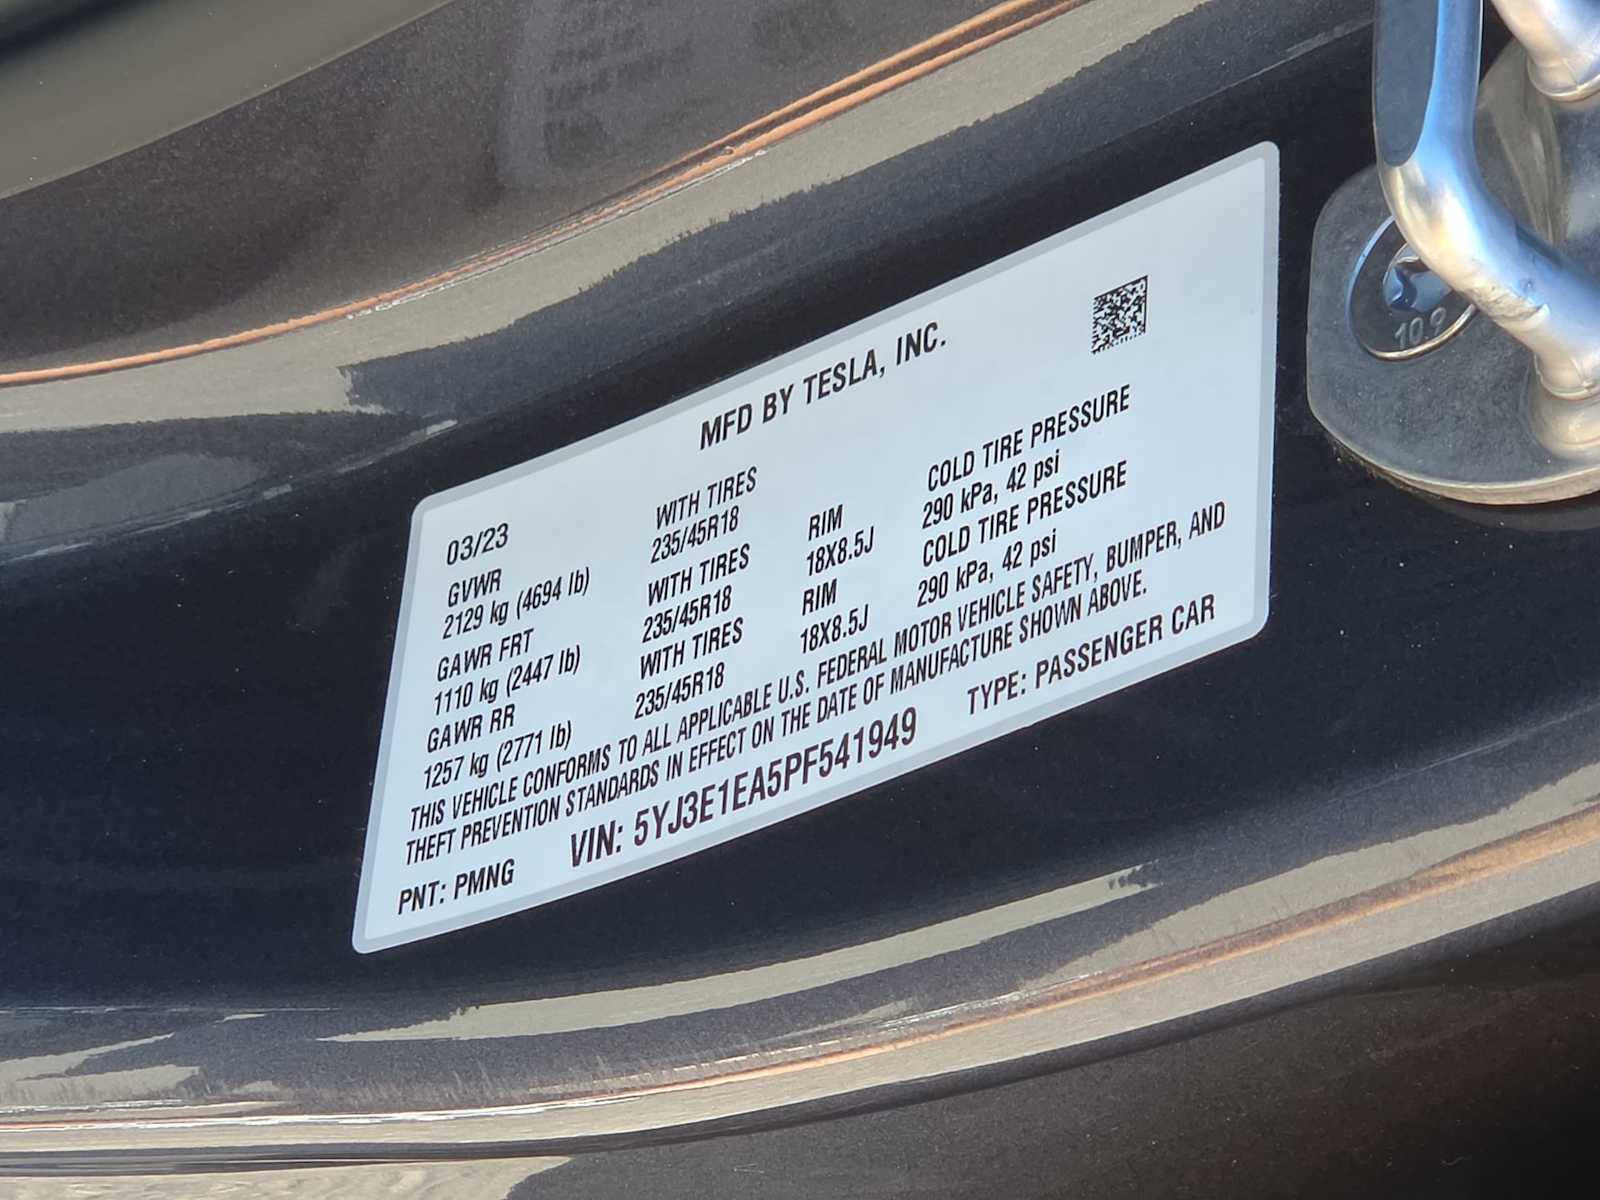 MFD BY TESLA, INC.
03/23
GVWR WITH TIRES
2129 kg (4694 lb) 235/45R18 RIM COLD TIRE PRESSURE
GAWR FRT WITH TIRES 18X8.5J 290 kPa, 42 psi
1110 kg (2447 lb) 235/45R18 RIM COLD TIRE PRESSURE
GAWR RR WITH TIRES 18X8.5J 290 kPa, 42 psi
1257 kg (2771 lb) 235/45R18
THIS VEHICLE CONFORMS TO ALL APPLICABLE U.S. FEDERAL MOTOR VEHICLE SAFETY, BUMPER, AND
THEFT PREVENTION STANDARDS IN EFFECT ON THE DATE OF MANUFACTURE SHOWN ABOVE.
PNT: PMNG VIN: 5YJ3E1EA5PF541949 TYPE: PASSENGER CAR
10.9